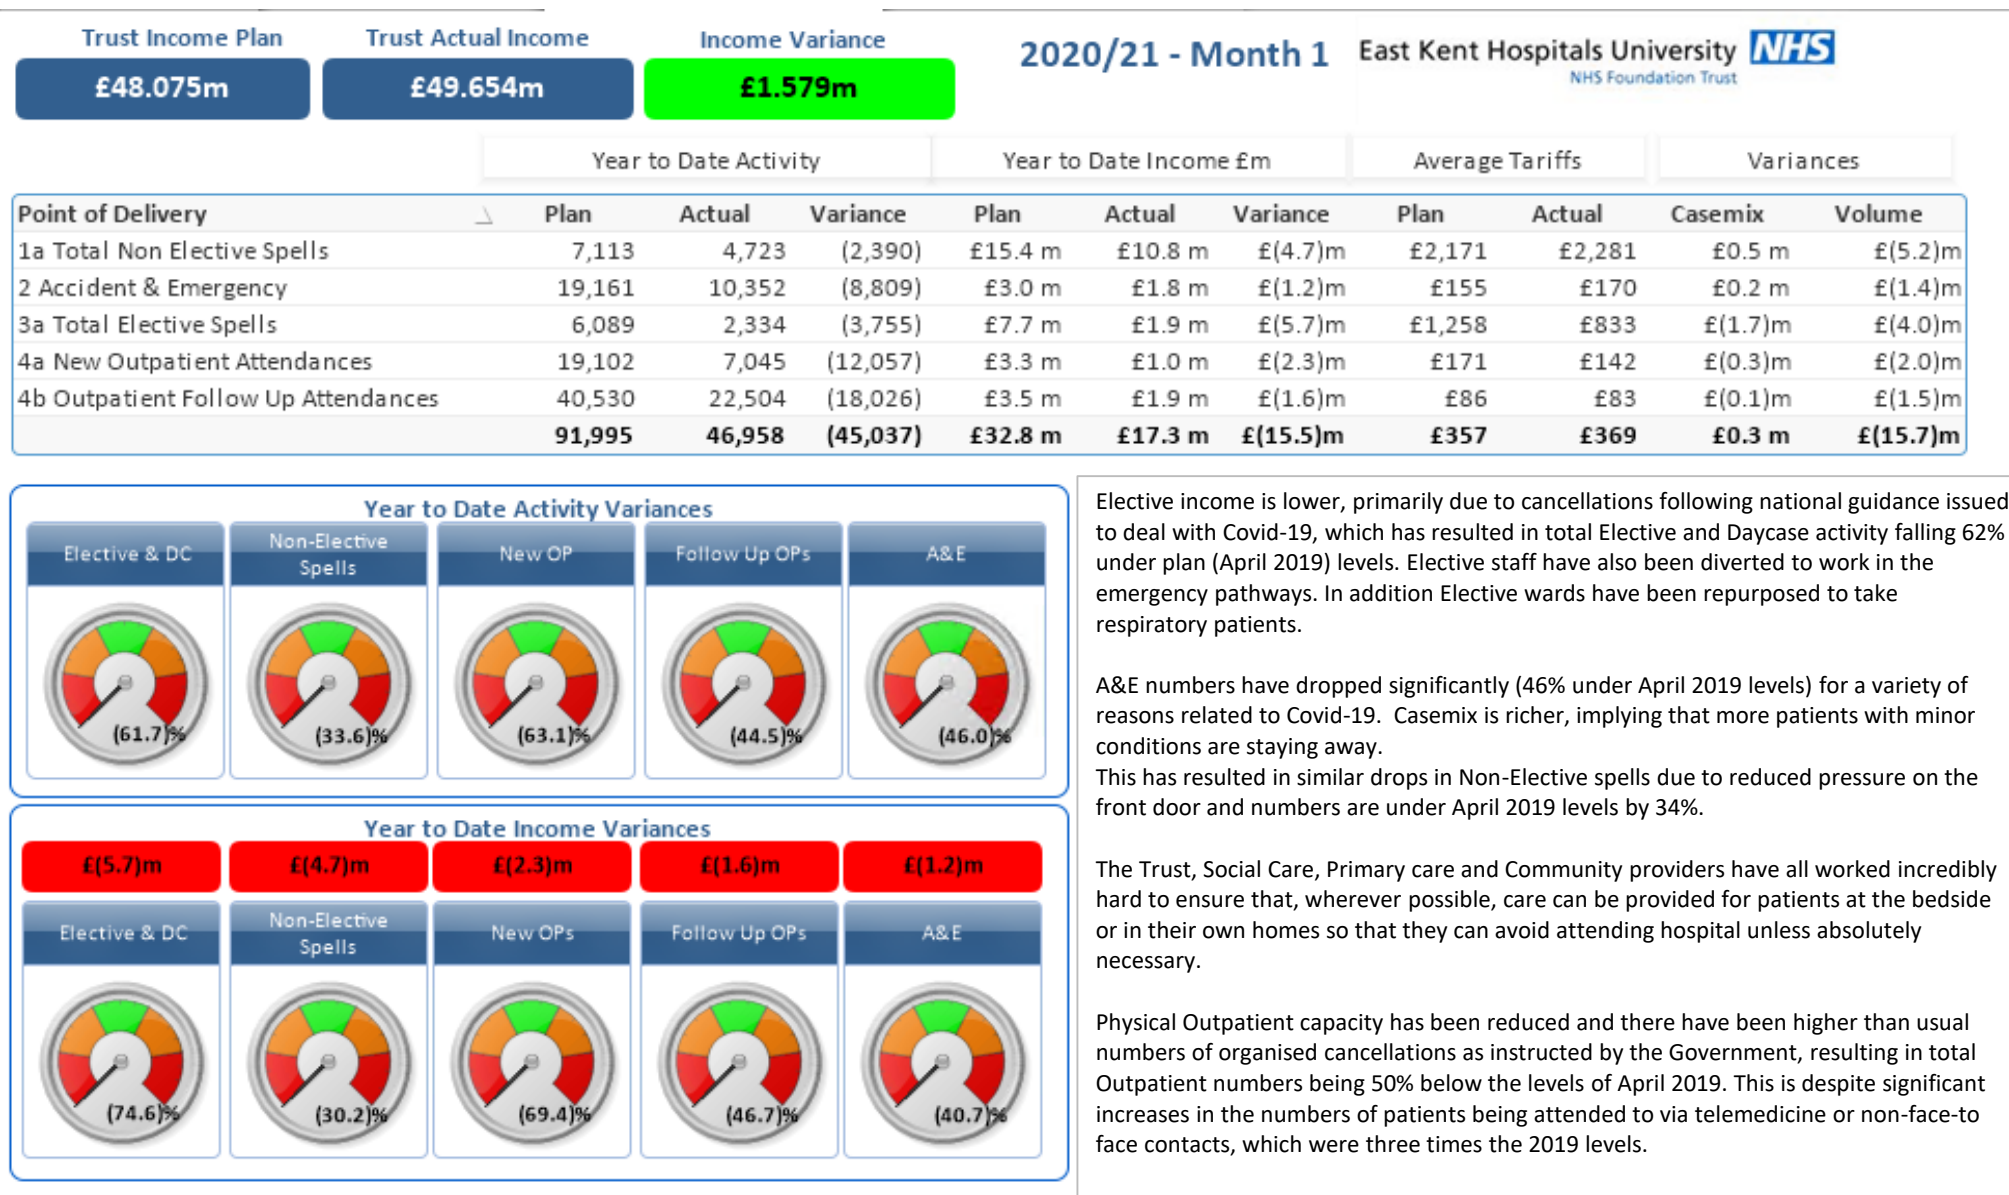 Trust Income Plan Trust Actual Income Income Variance
£48.075m £49.654m £1.579m
2020/21 - Month 1
East Kent Hospitals University NHS
NHS Foundation Trust
Year to Date Activity Year to Date Income £m Average Tariffs Variances
Point of Delivery Plan Actual Variance Plan Actual Variance Plan Actual Casemix Volume
1a Total Non Elective Spells 7,113 4,723 (2,390) £15.4 m £10.8 m £(4.7)m £2,171 £2,281 £0.5 m £(5.2)m
2 Accident & Emergency 19,161 10,352 (8,809) £3.0 m £1.8 m £(1.2)m £155 £170 £0.2 m £(1.4)m
3a Total Elective Spells 6,089 2,334 (3,755) £7.7 m £1.9 m £(5.7)m £1,258 £833 £(1.7)m £(4.0)m
4a New Outpatient Attendances 19,102 7,045 (12,057) £3.3 m £1.0 m £(2.3)m £171 £142 £(0.3)m £(2.0)m
4b Outpatient Follow Up Attendances 40,530 22,504 (18,026) £3.5 m £1.9 m £(1.6)m £86 £83 £(0.1)m £(1.5)m
91,995 46,958 (45,037) £32.8 m £17.3 m £(15.5)m £357 £369 £0.3 m £(15.7)m
Year to Date Activity Variances
Elective & DC
Non-Elective
Spells
New OP
Follow Up OPs
A&E
(61.7)% (33.6)% (63.1)% (44.5)% (46.0)%
Year to Date Income Variances
£(5.7)m £(4.7)m £(2.3)m £(1.6)m £(1.2)m
Elective & DC
Non-Elective
Spells
New OPs
Follow Up OPs
A&E
(74.6)% (30.2)% (69.4)% (46.7)% (40.7)%
Elective income is lower, primarily due to cancellations following national guidance issued
to deal with Covid-19, which has resulted in total Elective and Daycase activity falling 62%
under plan (April 2019) levels. Elective staff have also been diverted to work in the
emergency pathways. In addition Elective wards have been repurposed to take
respiratory patients.
A&E numbers have dropped significantly (46% under April 2019 levels) for a variety of
reasons related to Covid-19.  Casemix is richer, implying that more patients with minor
conditions are staying away.
This has resulted in similar drops in Non-Elective spells due to reduced pressure on the
front door and numbers are under April 2019 levels by 34%.
The Trust, Social Care, Primary care and Community providers have all worked incredibly
hard to ensure that, wherever possible, care can be provided for patients at the bedside
or in their own homes so that they can avoid attending hospital unless absolutely
necessary.
Physical Outpatient capacity has been reduced and there have been higher than usual
numbers of organised cancellations as instructed by the Government, resulting in total
Outpatient numbers being 50% below the levels of April 2019. This is despite significant
increases in the numbers of patients being attended to via telemedicine or non-face-to
face contacts, which were three times the 2019 levels.